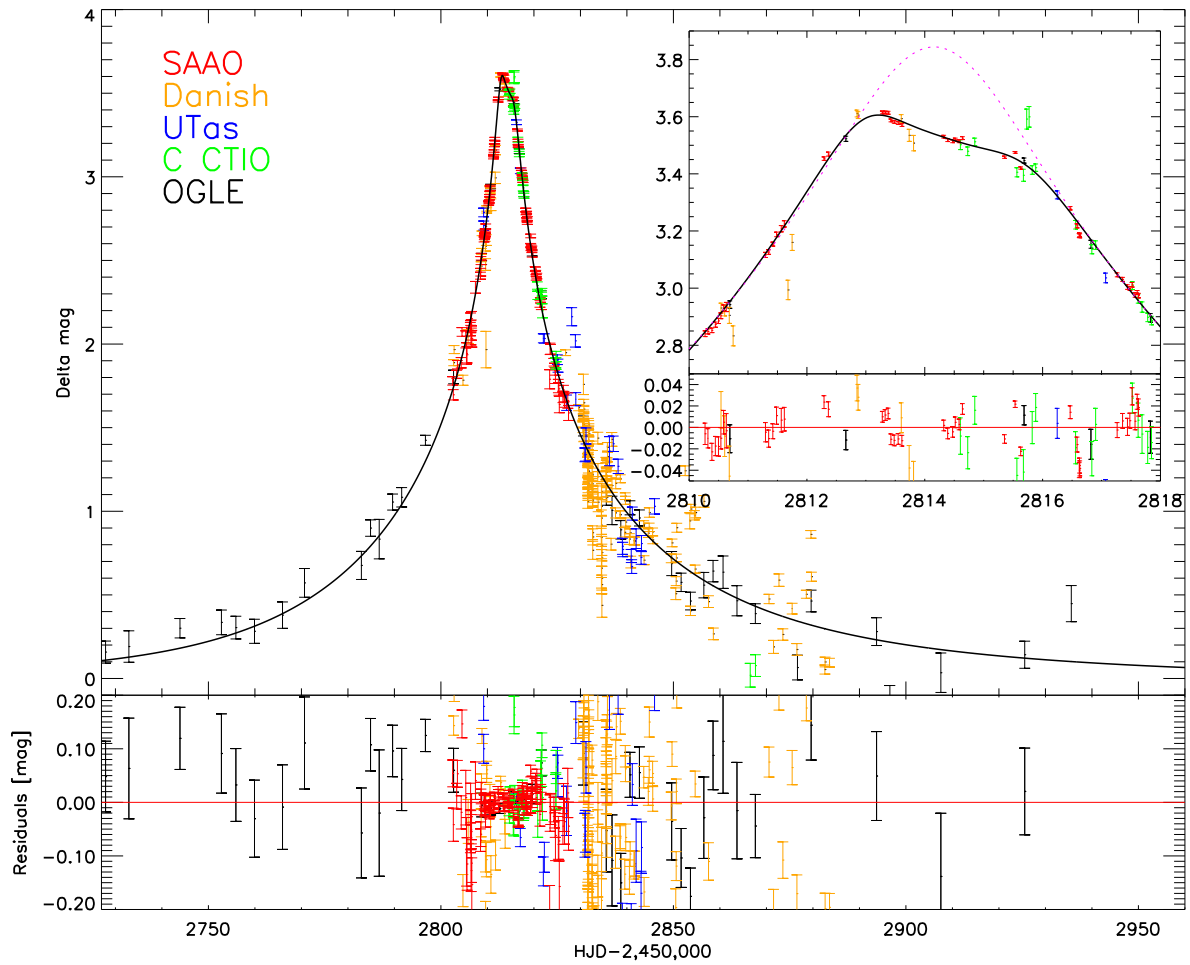 4
3
2
1
0
Delta mag
SAAO
Danish
UTas
C CTIO
OGLE
3.8
3.6
3.4
3.2
3.0
2.8
0.04
0.02
0.00
-0.02
-0.04
2810 2812 2814 2816 2818
0.20
0.10
0.00
-0.10
-0.20
Residuals [mag]
2750 2800 2850 2900 2950
HJD-2,450,000